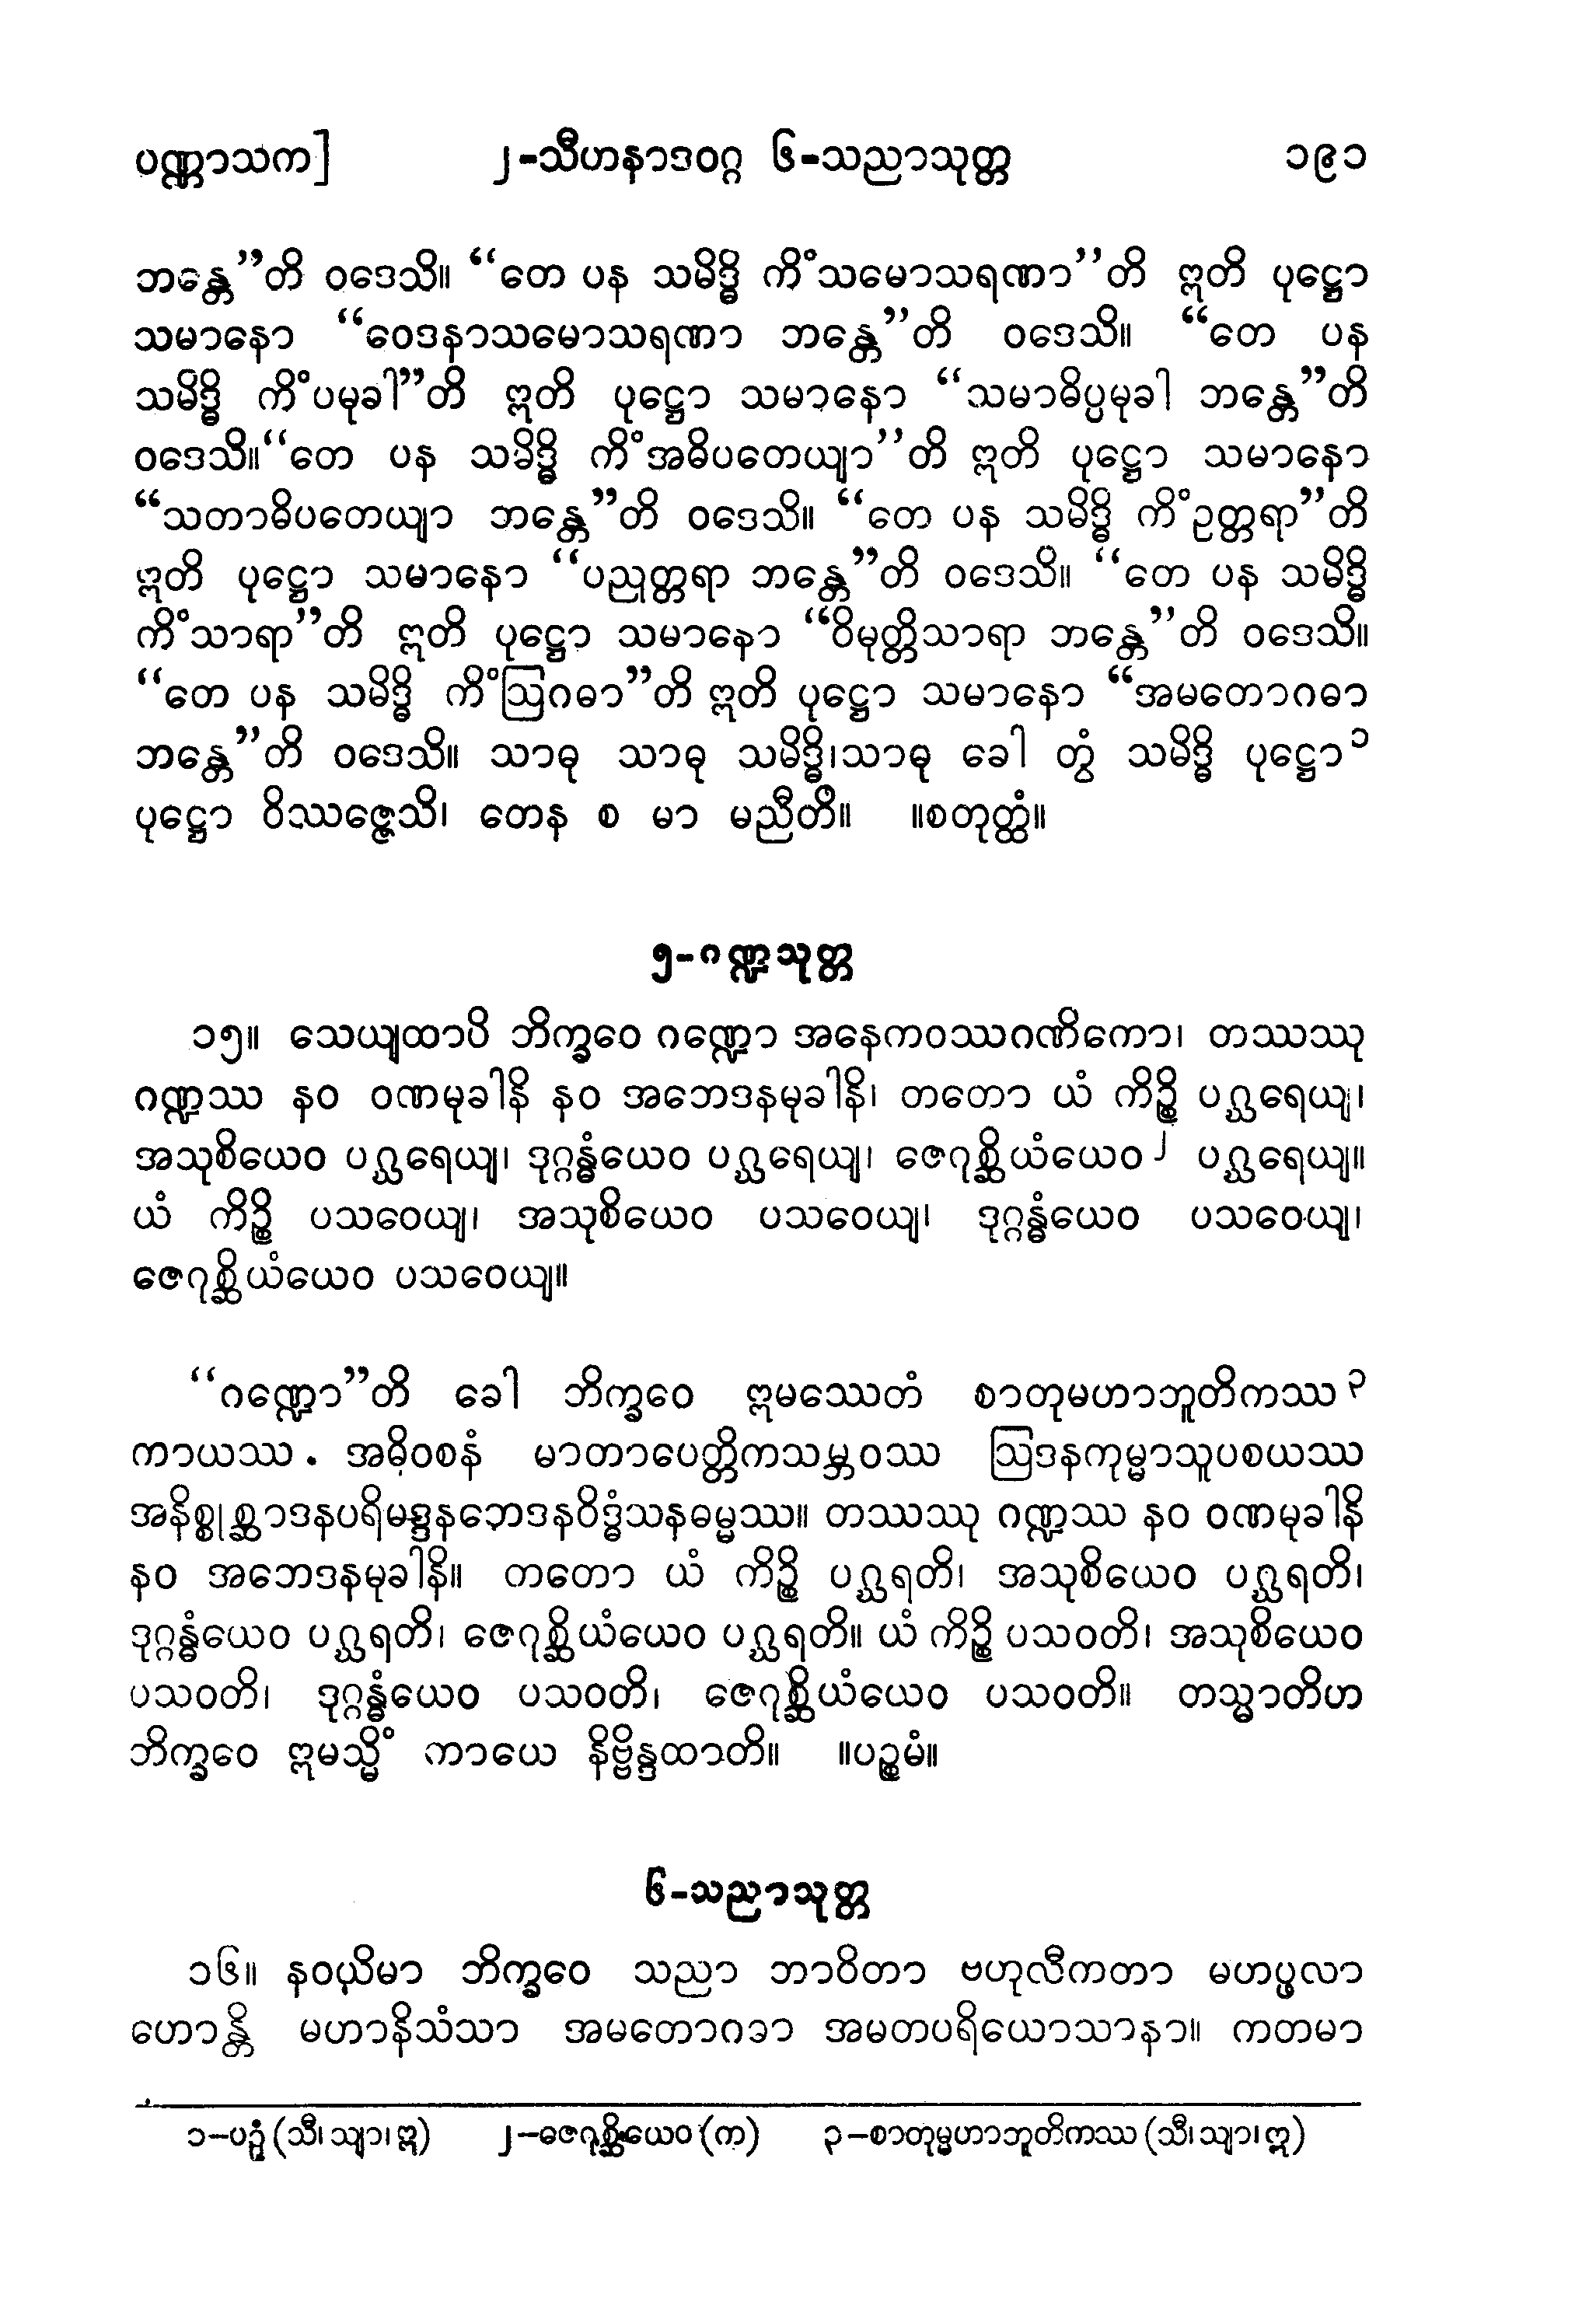 ပဏ္ဏာသက] ၂-သီဟနာဒဝဂ္ဂ ၆-သညာသုတ္တ ၁၉၁
ဘန္တေ”တိ ဝဒေသိ။ “တေ ပန သမိဒ္ဓိ ကိံသမောသရဏာ”တိ ဣတိ ပုဋ္ဌော
သမာနော “ဝေဒနာသမောသရဏာ ဘန္တေ”တိ ဝဒေသိ။ “တေ ပန
သမိဒ္ဓိ ကိံပမုခါ”တိ ဣတိ ပုဋ္ဌော သမာနော “သမာဓိပ္ပမုခါ ဘန္တေ”တိ
ဝဒေသိ။“တေ ပန သမိဒ္ဓိ ကိံအဓိပတေယျာ”တိ ဣတိ ပုဋ္ဌော သမာနော
“သတာဓိပတေယျာ ဘန္တေ”တိ ဝဒေသိ။ “တေ ပန သမိဒ္ဓိ ကိံဥတ္တရာ”တိ
ဣတိ ပုဋ္ဌော သမာနော “ပညုတ္တရာ ဘန္တေ”တိ ဝဒေသိ။ “တေ ပန သမိဒ္ဓိ
ကိံသာရာ”တိ ဣတိ ပုဋ္ဌော သမာနော “ဝိမုတ္တိသာရာ ဘန္တေ”တိ ဝဒေသိ။
“တေ ပန သမိဒ္ဓိ ကိံဩဂဓာ”တိ ဣတိ ပုဋ္ဌော သမာနော “အမတောဂဓာ
ဘန္တေ”တိ ဝဒေသိ။ သာဓု သာဓု သမိဒ္ဓိ၊သာဓု ခေါ တွံ သမိဒ္ဓိ ပုဋ္ဌော၁
ပုဋ္ဌော ဝိဿဇ္ဇေသိ၊ တေန စ မာ မညီတိ။ ။စတုတ္ထံ။
၅-ဂဏ္ဍသုတ္တ
၁၅။ သေယျထာပိ ဘိက္ခဝေ ဂဏ္ဍော အနေကဝဿဂဏိကော၊ တဿဿု
ဂဏ္ဍဿ နဝ ဝဏမုခါနိ နဝ အဘေဒနမုခါနိ၊ တတော ယံ ကိဉ္စိ ပဂ္ဃရေယျ၊
အသုစိယေဝ ပဂ္ဃရေယျ၊ ဒုဂ္ဂန္ဓံယေဝ ပဂ္ဃရေယျ၊ ဇေဂုစ္ဆိယံယေဝ၂ ပဂ္ဃရေယျ။
ယံ ကိဉ္စိ ပသဝေယျ၊ အသုစိယေဝ ပသဝေယျ၊ ဒုဂ္ဂန္ဓံယေဝ ပသဝေယျ၊
ဇေဂုစ္ဆိယံယေဝ ပသဝေယျ။
“ဂဏ္ဍော”တိ ခေါ ဘိက္ခဝေ ဣမဿေတံ စာတုမဟာဘူတိကဿ၃
ကာယဿ အဓိဝစနံ မာတာပေတ္တိကသမ္ဘဝဿ ဩဒနကုမ္မာသူပစယဿ
အနိစ္စုစ္ဆာဒနပရိမဒ္ဒနဘေဒနဝိဒ္ဓံသနဓမ္မဿ။ တဿဿု ဂဏ္ဍဿ နဝ ဝဏမုခါနိ
နဝ အဘေဒနမုခါနိ။ တတော ယံ ကိဉ္စိ ပဂ္ဃရတိ၊ အသုစိယေဝ ပဂ္ဃရတိ၊
ဒုဂ္ဂန္ဓံယေဝ ပဂ္ဃရတိ၊ ဇေဂုစ္ဆိယံယေဝ ပဂ္ဃရတိ။ ယံ ကိဉ္စိ ပသဝတိ၊ အသုစိယေဝ
ပသဝတိ၊ ဒုဂ္ဂန္ဓံယေဝ ပသဝတိ၊ ဇေဂုစ္ဆိယံယေဝ ပသဝတိ။ တသ္မာတိဟ
ဘိက္ခဝေ ဣမသ္မိံ ကာယေ နိဗ္ဗိန္ဒထာတိ။ ။ပဉ္စမံ။
၆-သညာသုတ္တ
၁၆။ နဝယိမာ ဘိက္ခဝေ သညာ ဘာဝိတာ ဗဟုလီကတာ မဟပ္ဖလာ
ဟောန္တိ မဟာနိသံသာ အမတောဂဓာ အမတပရိယောသာနာ။ ကတမာ
၁-ပဉှံ (သီ၊ သျာ၊ ဣ) ၂-ဇေဂုစ္ဆိယေဝ (က) ၃-စာတုမ္မဟာဘူတိကဿ (သီ၊ သျာ၊ ဣ)